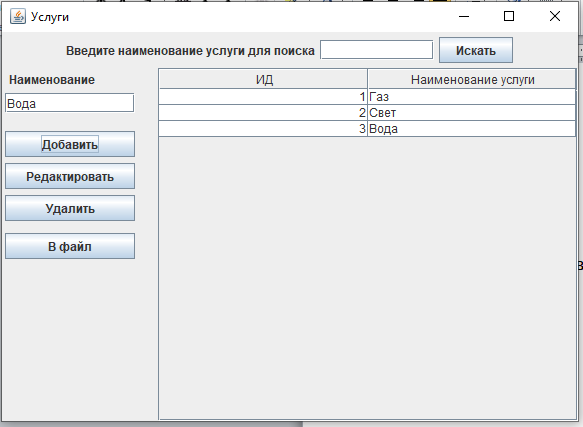 Услуги
Введите наименование услуги для поиска Искать
Наименование
Вода
Добавить
Редактировать
Удалить
В файл
ИД Наименование услуги
1 Газ
2 Свет
3 Вода